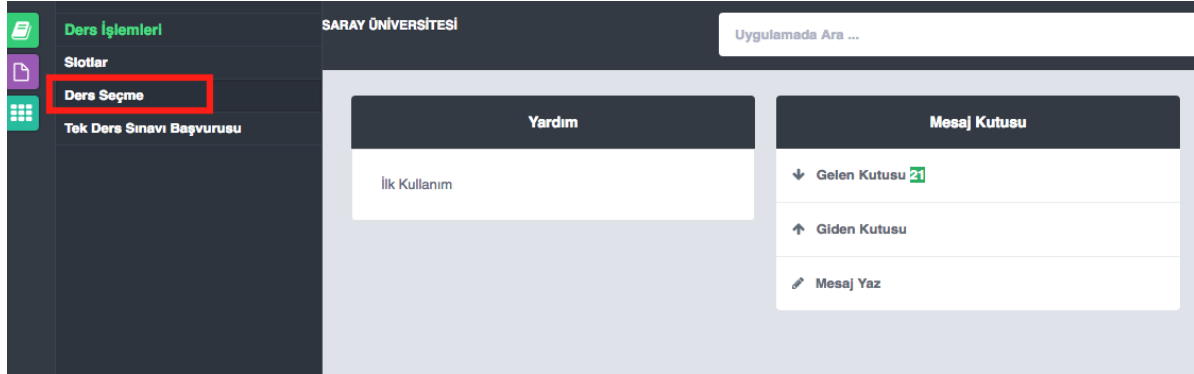 Ders İşlemleri
Slotlar
Ders Seçme
Tek Ders Sınavı Başvurusu
SARAY ÜNİVERSİTESİ
Uygulamada Ara ...
Yardım
İlk Kullanım
Mesaj Kutusu
Gelen Kutusu 21
Giden Kutusu
Mesaj Yaz